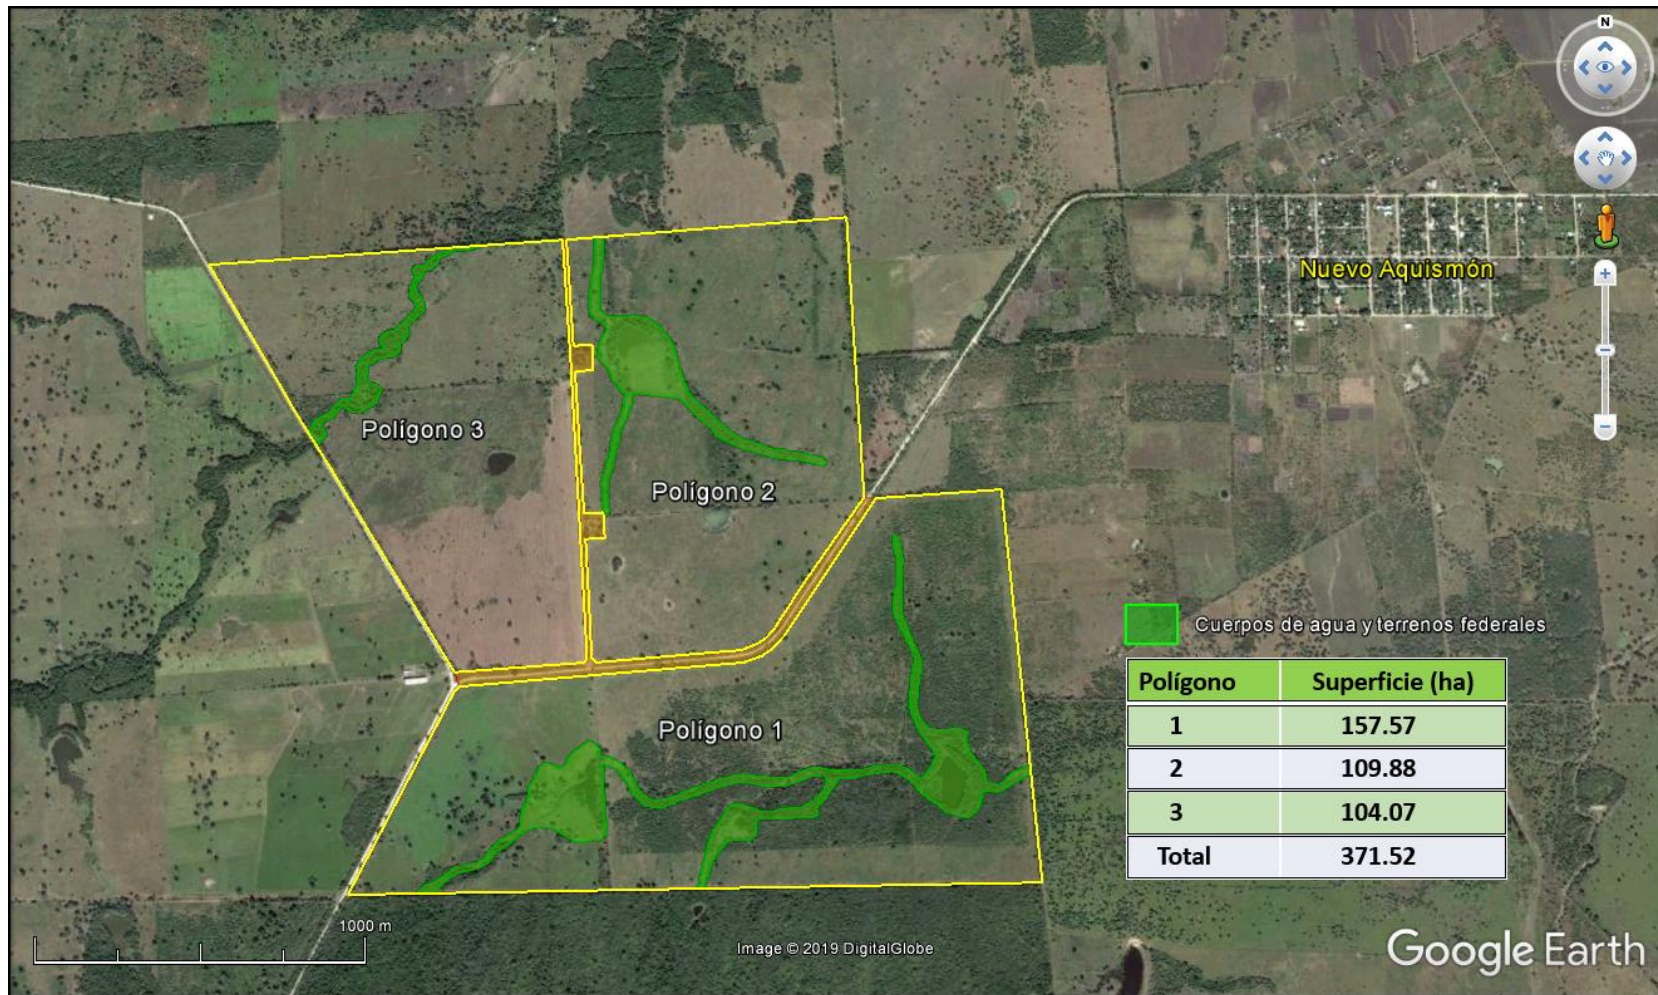 N
Nuevo Aquismón
Polígono 3
Polígono 2
Polígono 1
Cuerpos de agua y terrenos federales
Polígono Superficie (ha)
1 157.57
2 109.88
3 104.07
Total 371.52
1000 m
Image © 2019 DigitalGlobe
Google Earth